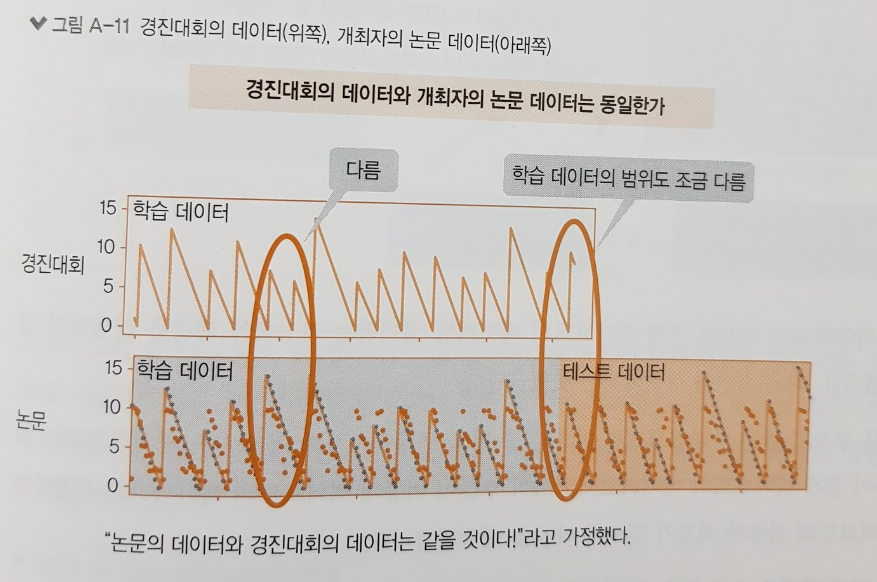 그림 A-11 경진대회의 데이터(위쪽), 개최자의 논문 데이터(아래쪽)
경진대회의 데이터와 개최자의 논문 데이터는 동일한가
다름
학습 데이터의 범위도 조금 다름
학습 데이터
경진대회
15
10
5
0
학습 데이터
테스트 데이터
논문
15
10
5
0
“논문의 데이터와 경진대회의 데이터는 같을 것이다!”라고 가정했다.